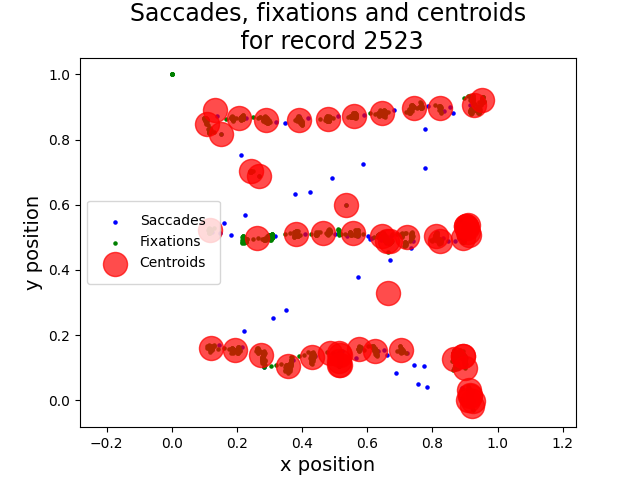 Saccades, fixations and centroids
for record 2523
1.0
0.8
0.6
0.4
0.2
0.0
y position
Saccades
Fixations
Centroids
−0.2
0.0
0.2
0.4
0.6
0.8
1.0
1.2
x position